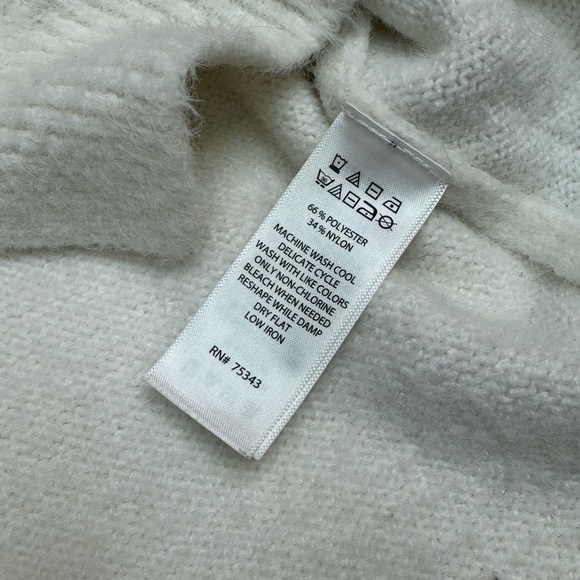 66 % POLYESTER
34 % NYLON
MACHINE WASH COOL
DELICATE CYCLE
WASH WITH LIKE COLORS
ONLY NON-CHLORINE
BLEACH WHEN NEEDED
RESHAPE WHILE DAMP
DRY FLAT
LOW IRON
RN# 75343